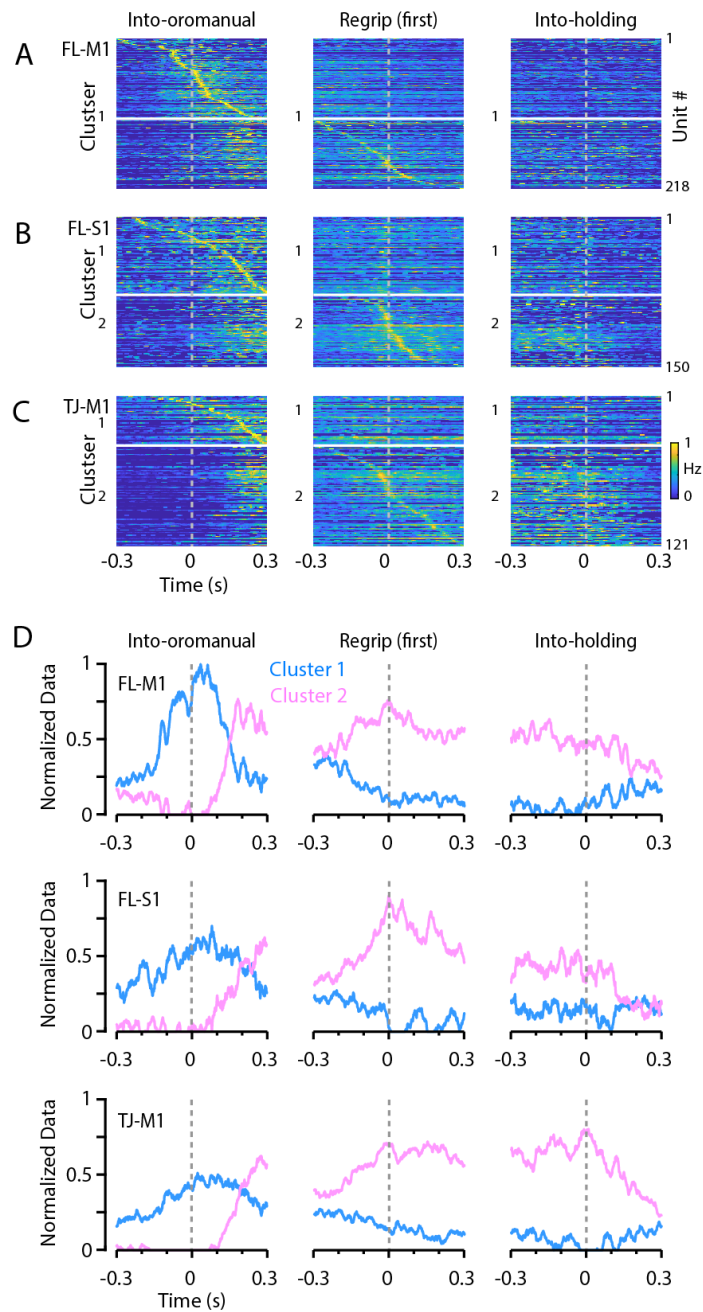 Into-oromanual Regrip (first) Into-holding
A FL-M1 1
Clustser
1 1 1
Unit #
218
B FL-S1 1
Clustser
1 1 1
2 2 2
150
C TJ-M1 1
Clustser
1 1 1
2 2 2
1
Hz
0
121
-0.3 0 0.3 -0.3 0 0.3 -0.3 0 0.3
Time (s)
D
Into-oromanual Regrip (first) Into-holding
FL-M1
Cluster 1
Cluster 2
Normalized Data
1
0.5
0
-0.3 0 0.3 -0.3 0 0.3 -0.3 0 0.3
FL-S1
Normalized Data
1
0.5
0
-0.3 0 0.3 -0.3 0 0.3 -0.3 0 0.3
TJ-M1
Normalized Data
1
0.5
0
-0.3 0 0.3 -0.3 0 0.3 -0.3 0 0.3
Time (s)